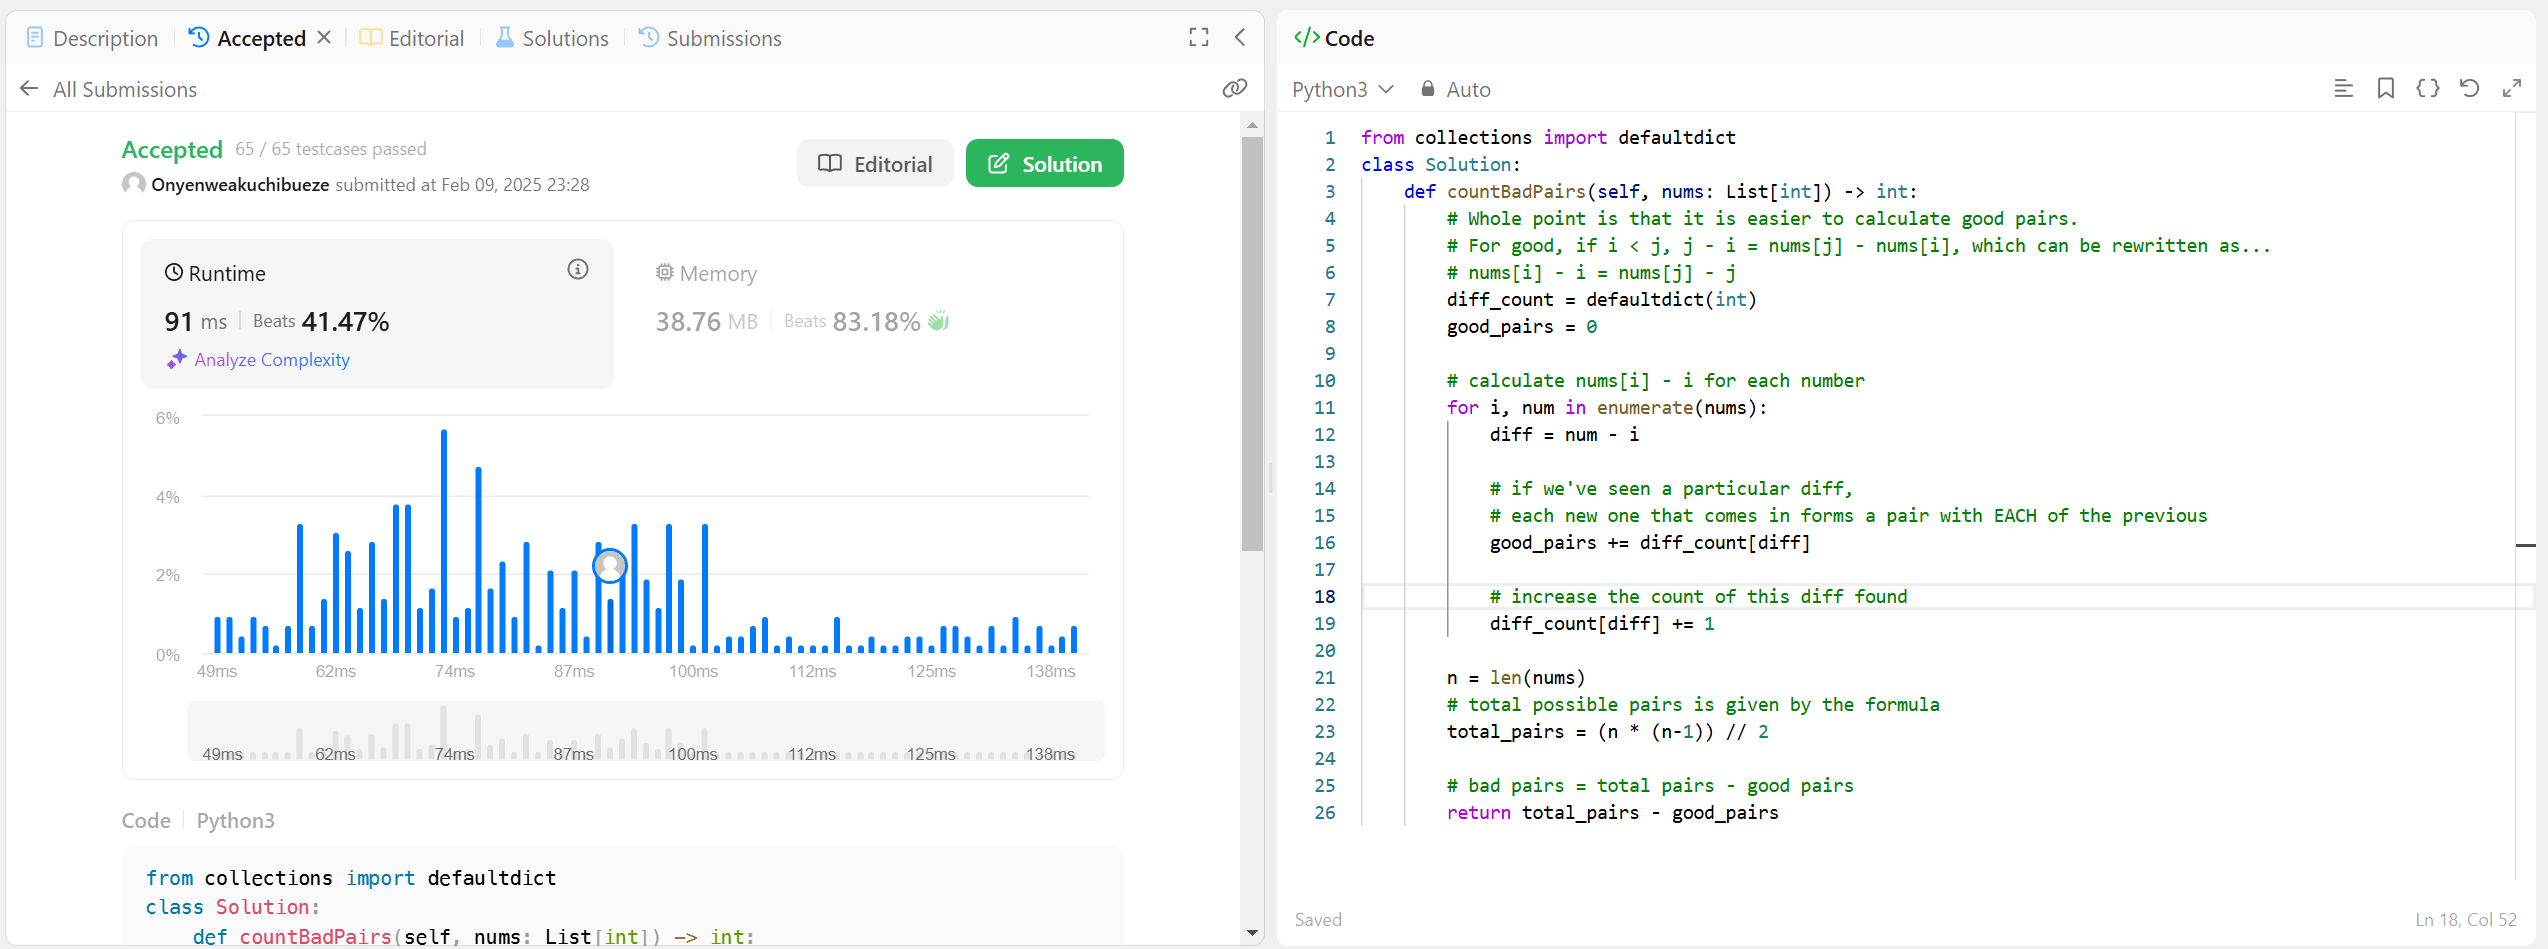 Description
Accepted
Editorial
Solutions
Submissions
All Submissions
Accepted 65 / 65 testcases passed
Onyenweakuchibueze submitted at Feb 09, 2025 23:28
Editorial
Solution
Runtime
91 ms | Beats 41.47%
Analyze Complexity
Memory
38.76 MB | Beats 83.18%
6%
4%
2%
0%
49ms 62ms 74ms 87ms 100ms 112ms 125ms 138ms
49ms 62ms 74ms 87ms 100ms 112ms 125ms 138ms
Code | Python3
from collections import defaultdict
class Solution:
    def countBadPairs(self, nums: List[int]) -> int:
</> Code
Python3
Auto
1 from collections import defaultdict
2 class Solution:
3     def countBadPairs(self, nums: List[int]) -> int:
4         # Whole point is that it is easier to calculate good pairs.
5         # For good, if i < j, j - i = nums[j] - nums[i], which can be rewritten as...
6         # nums[i] - i = nums[j] - j
7         diff_count = defaultdict(int)
8         good_pairs = 0
9
10         # calculate nums[i] - i for each number
11         for i, num in enumerate(nums):
12             diff = num - i
13
14             # if we've seen a particular diff,
15             # each new one that comes in forms a pair with EACH of the previous
16             good_pairs += diff_count[diff]
17
18             # increase the count of this diff found
19             diff_count[diff] += 1
20
21         n = len(nums)
22         # total possible pairs is given by the formula
23         total_pairs = (n * (n-1)) // 2
24
25         # bad pairs = total pairs - good pairs
26         return total_pairs - good_pairs
Saved
Ln 18, Col 52